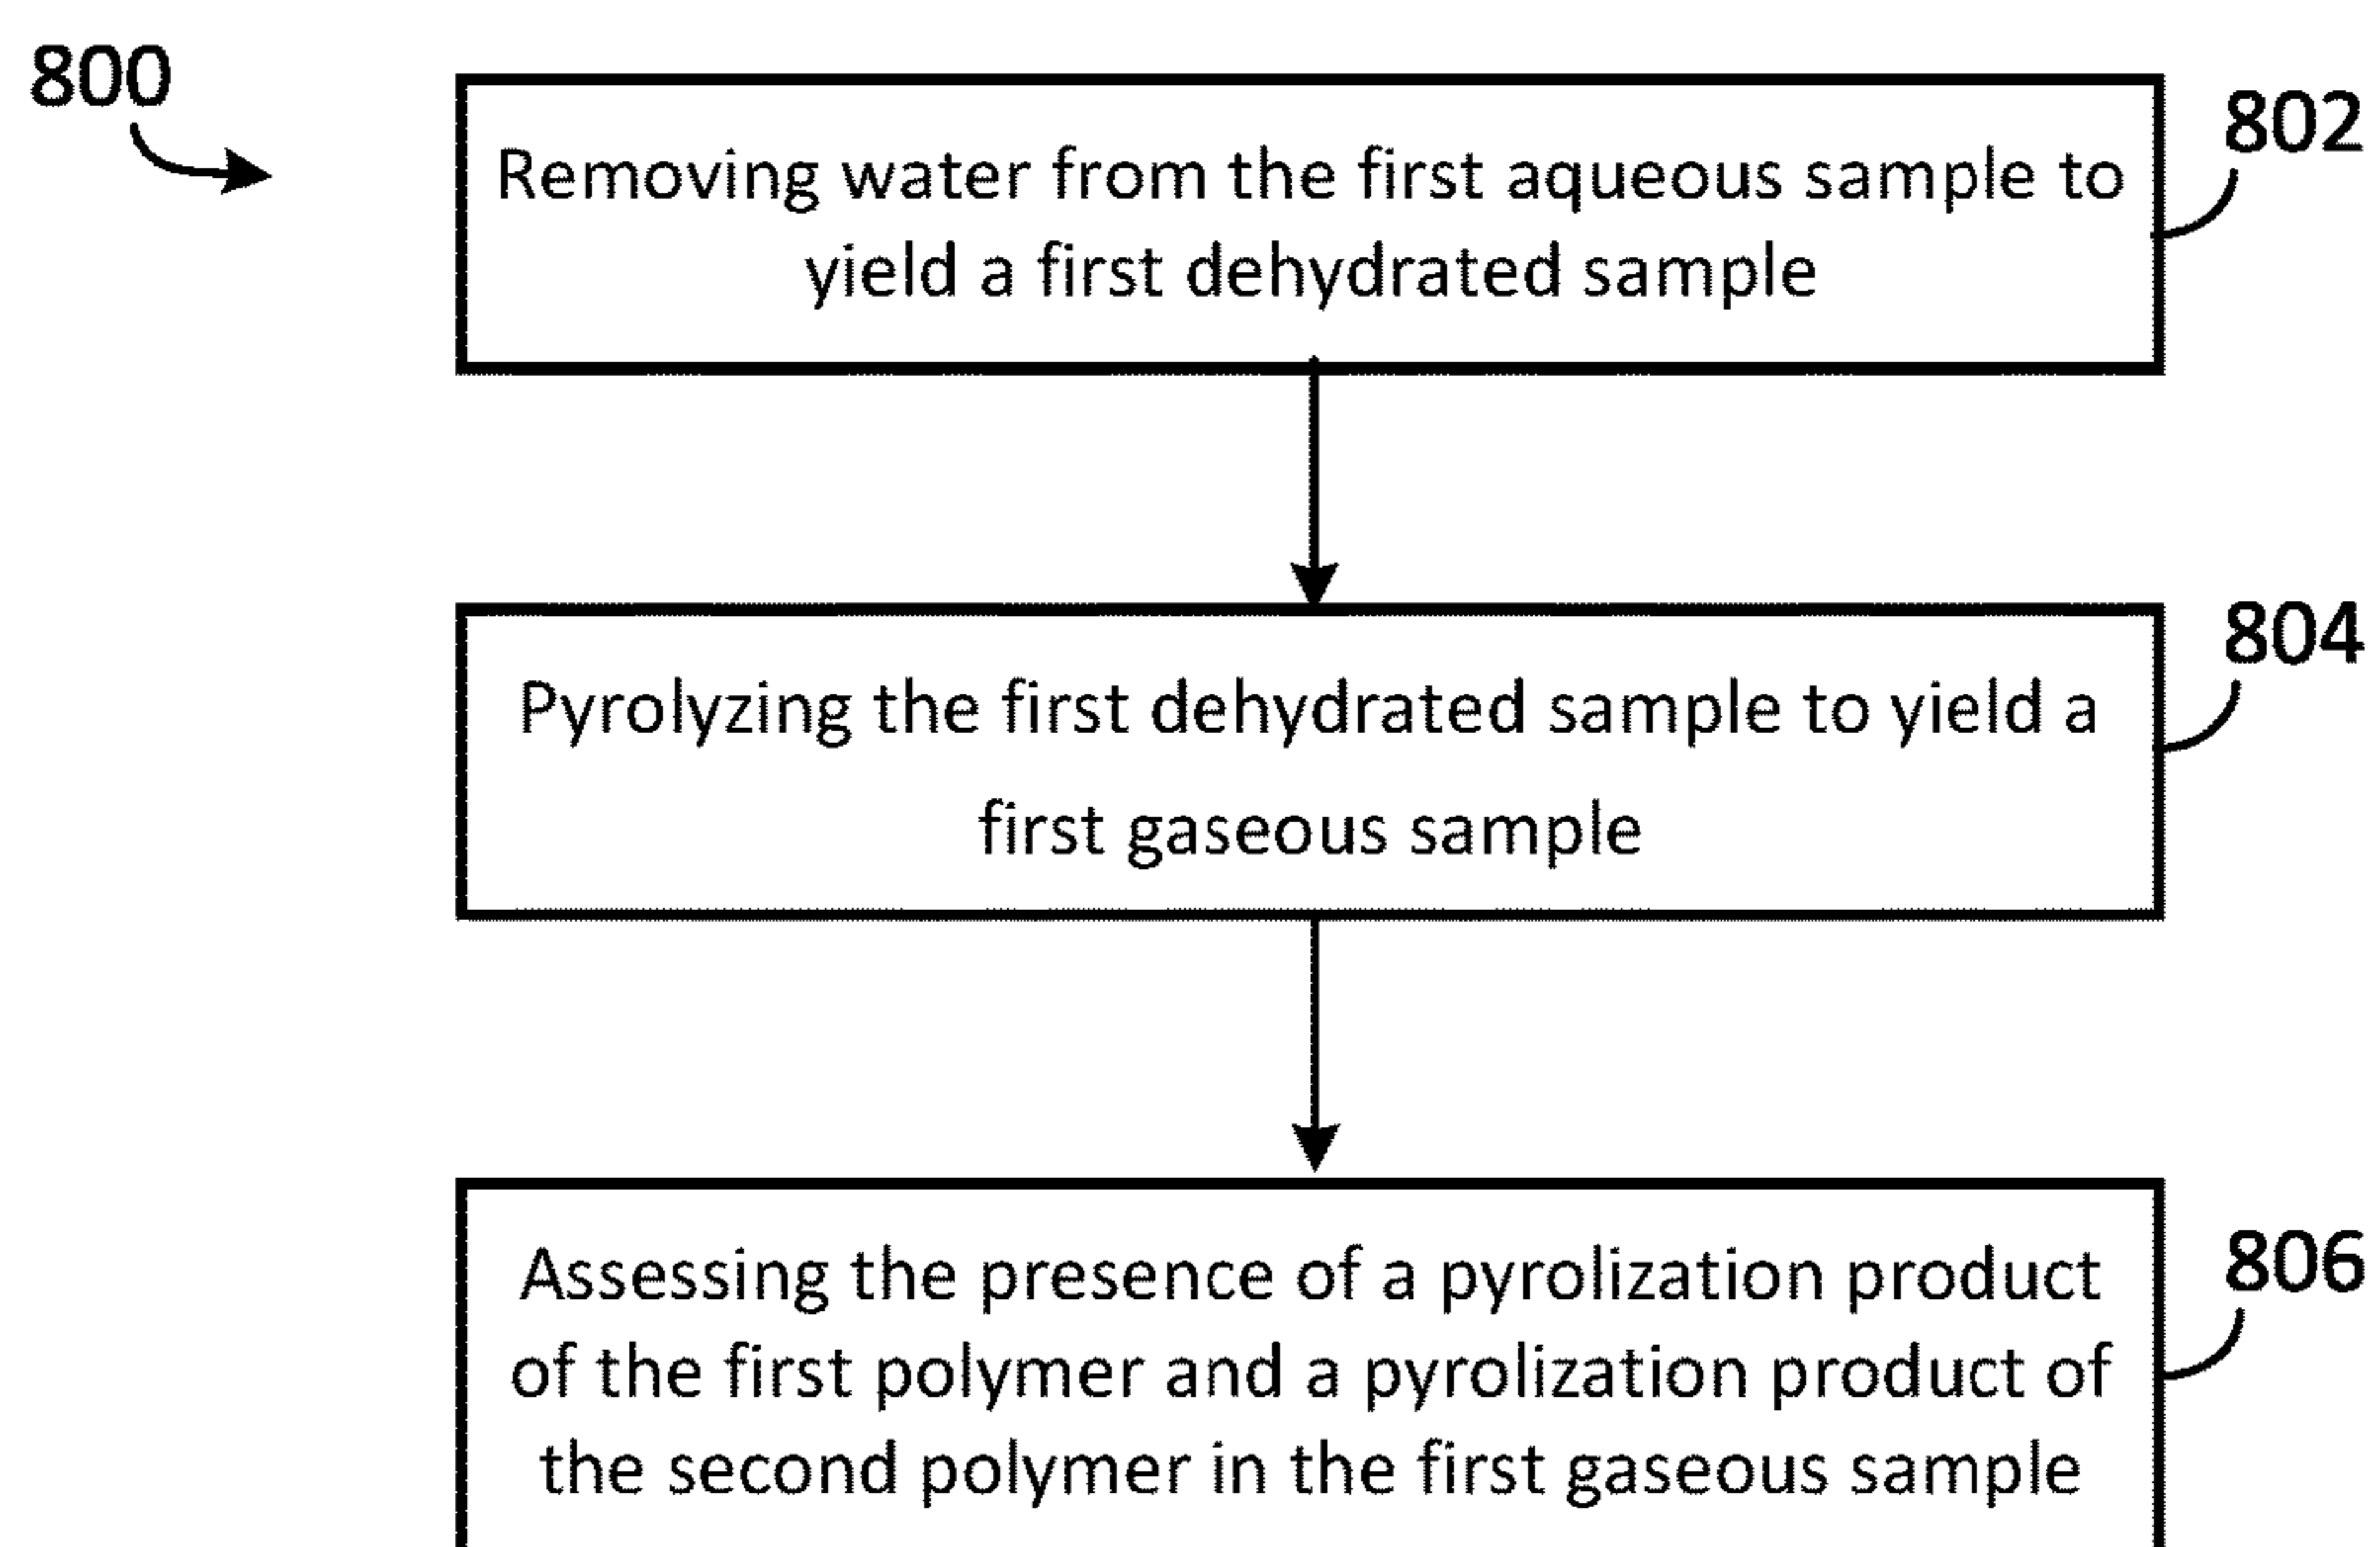 800
Removing water from the first aqueous sample to
yield a first dehydrated sample
802
Pyrolyzing the first dehydrated sample to yield a
first gaseous sample
804
Assessing the presence of a pyrolization product
of the first polymer and a pyrolization product of
the second polymer in the first gaseous sample
806